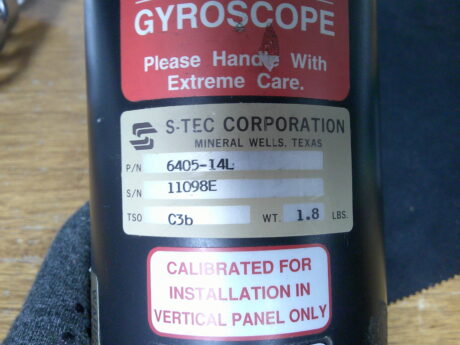 GYROSCOPE
Please Handle With
Extreme Care.
S-TEC CORPORATION
MINERAL WELLS, TEXAS
P/N 6405-14L
S/N 11098E
TSO C3b WT. 1.8 LBS.
CALIBRATED FOR
INSTALLATION IN
VERTICAL PANEL ONLY